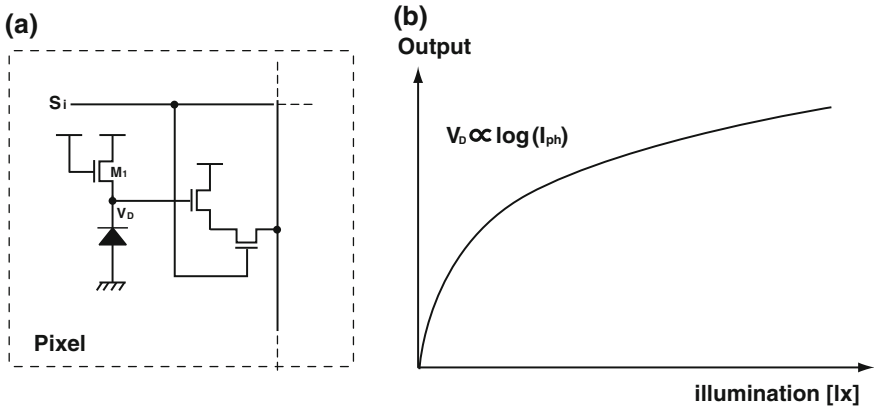 (a)
Si
M1
VD
Pixel
(b)
Output
VD∝log(Iph)
illumination [lx]